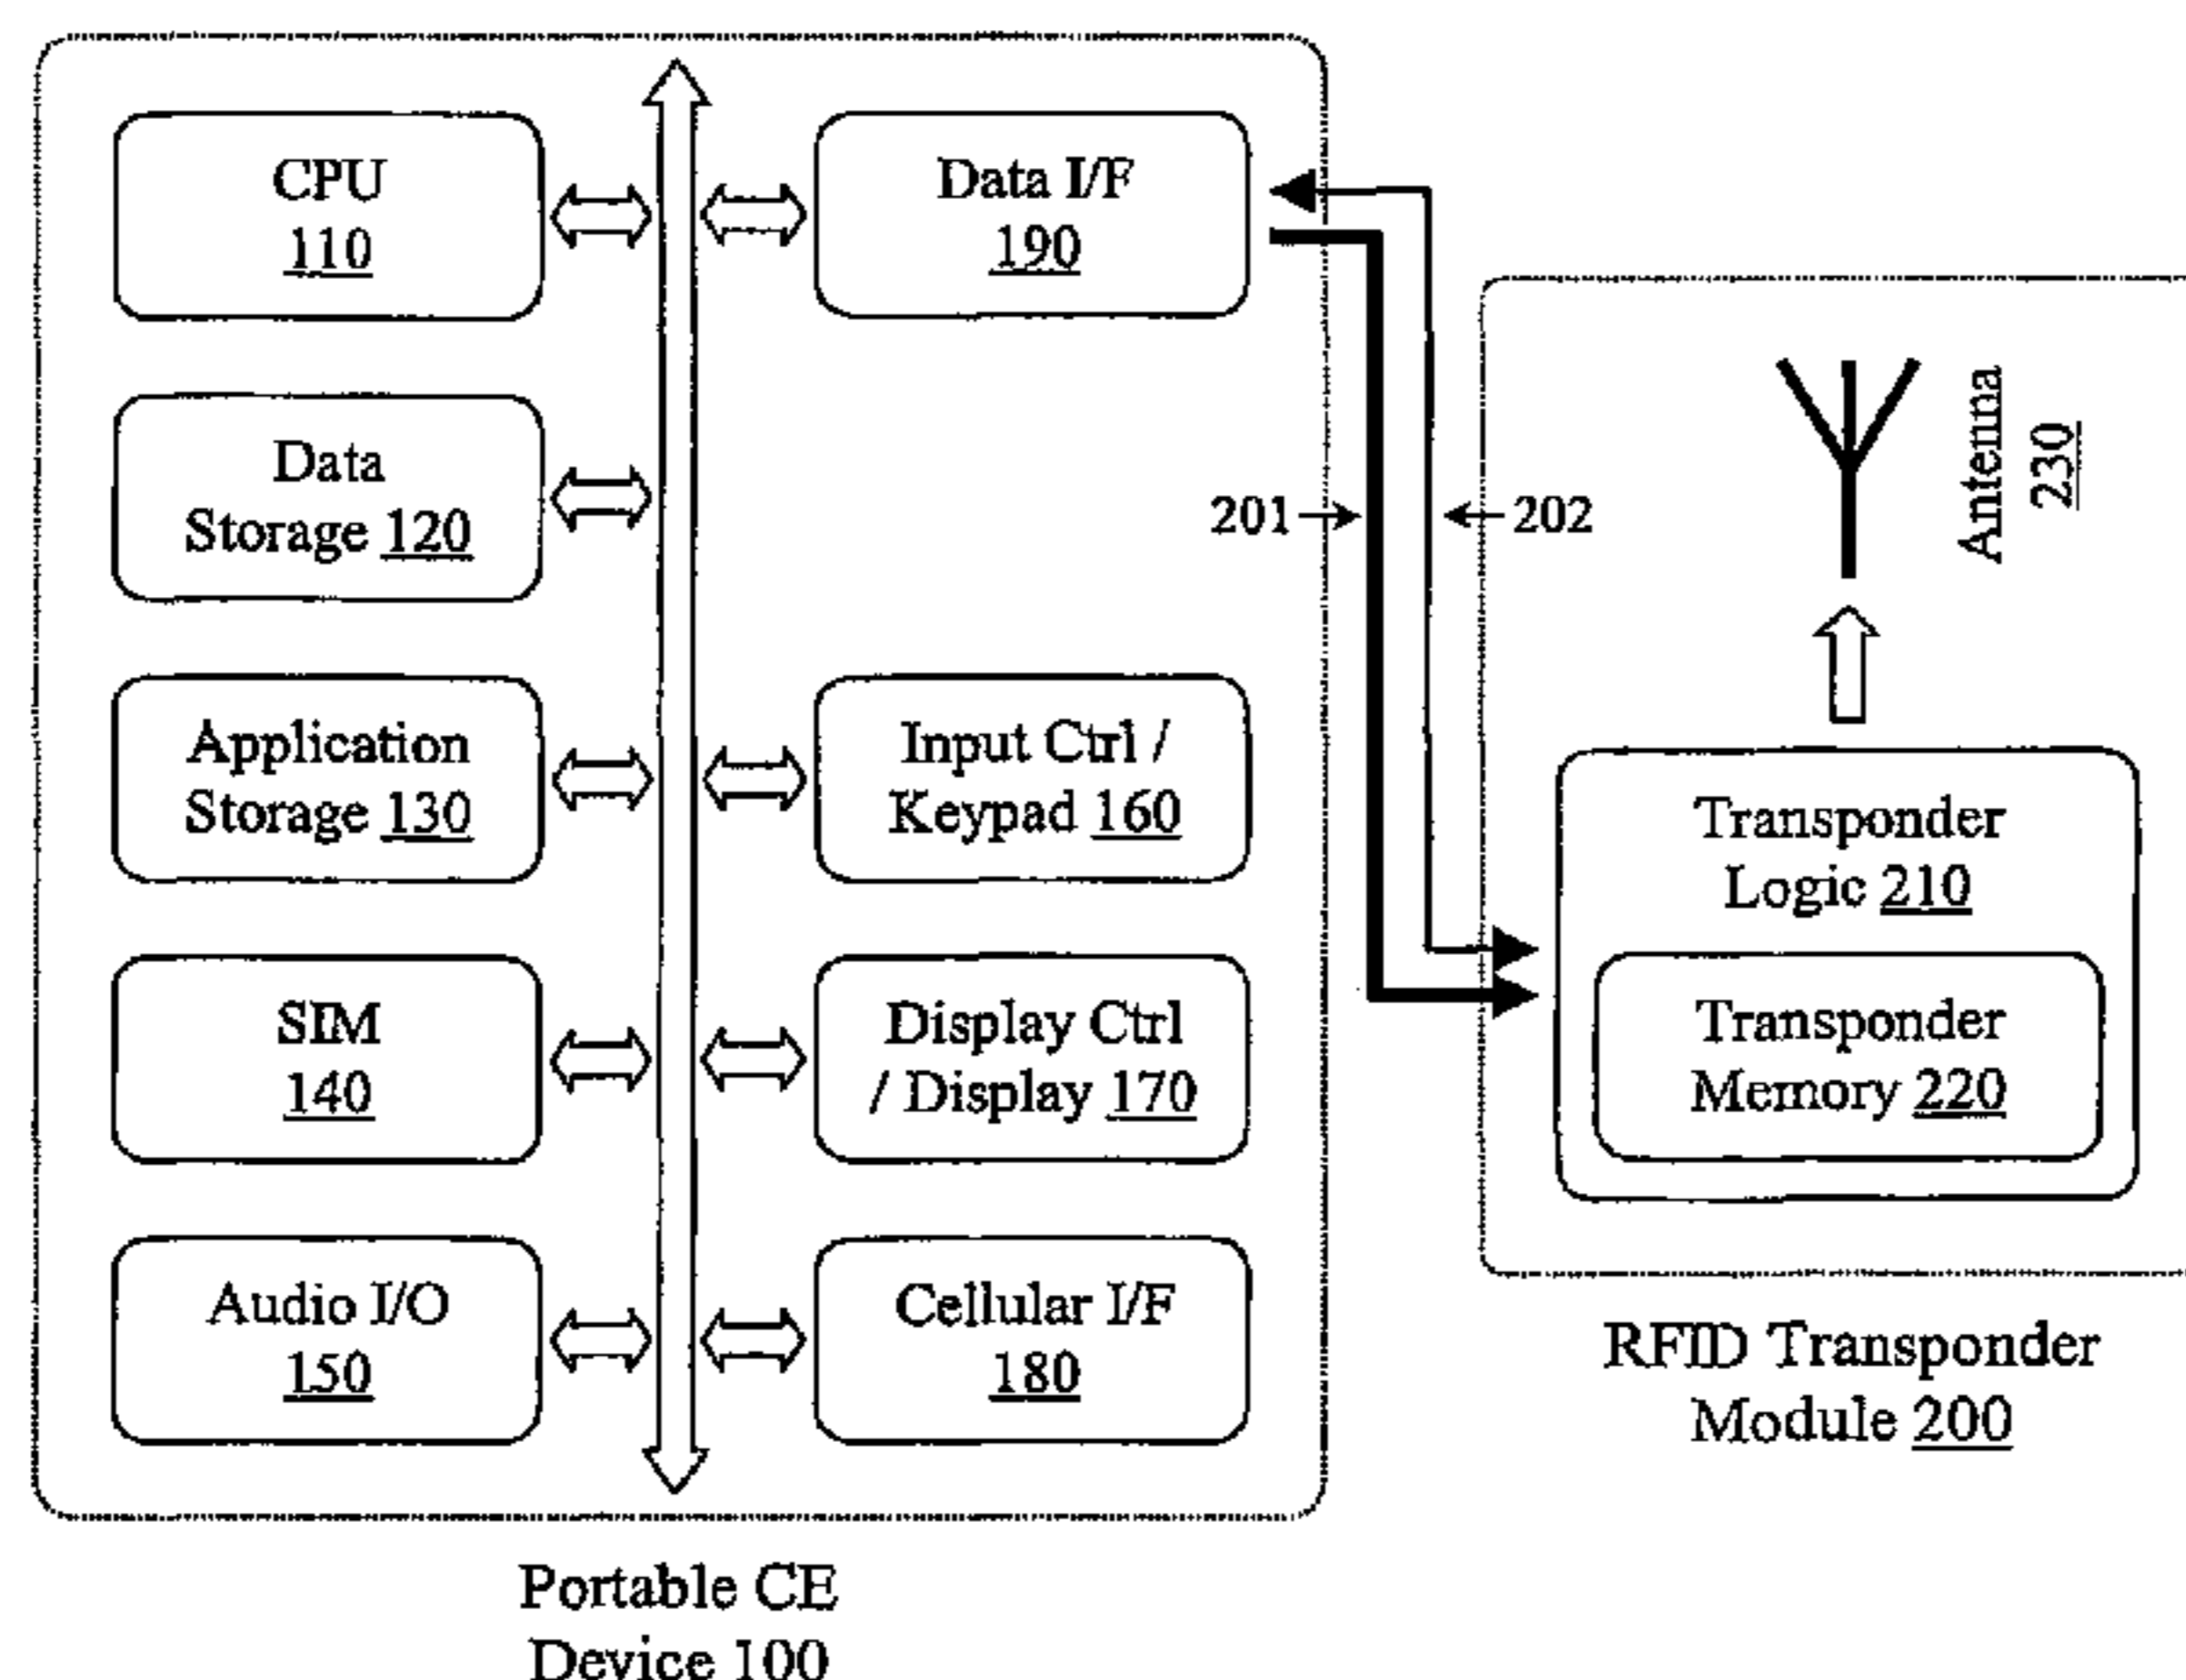 CPU
110
Data
Storage 120
Application
Storage 130
SIM
140
Audio I/O
150
Data I/F
190
Input Ctrl /
Keypad 160
Display Ctrl
/ Display 170
Cellular I/F
180
Portable CE
Device 100
201
202
Antenna
230
Transponder
Logic 210
Transponder
Memory 220
RFID Transponder
Module 200